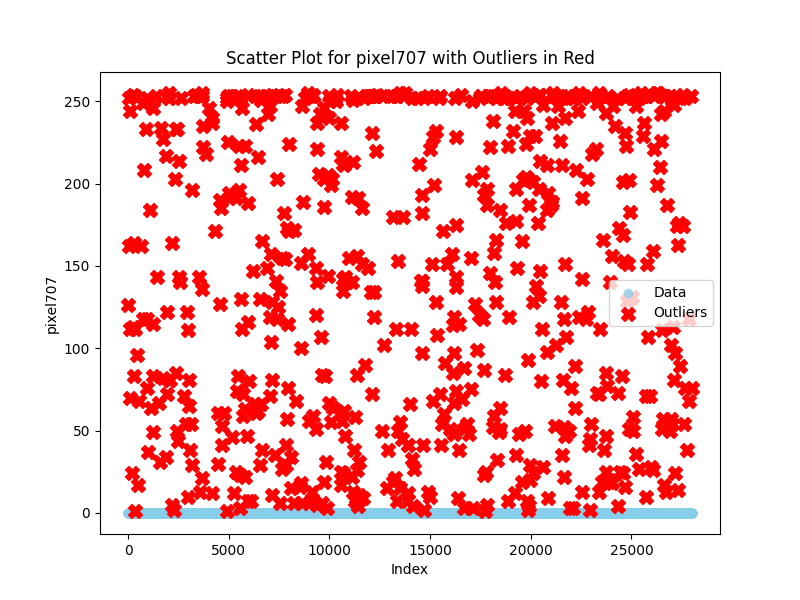 Scatter Plot for pixel707 with Outliers in Red
250
200
150
100
50
0
pixel707
Data
Outliers
0 5000 10000 15000 20000 25000
Index